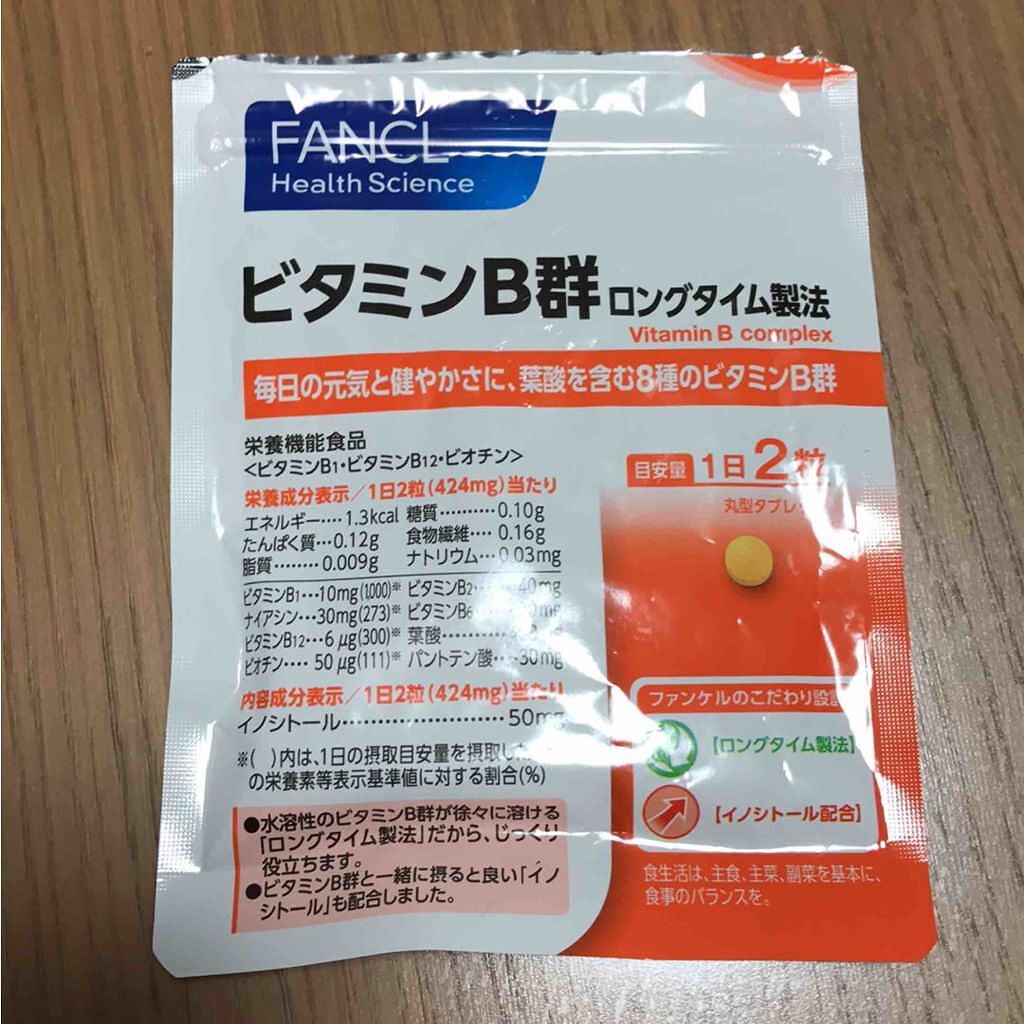 FANCL
Health Science
ビタミンB群 ロングタイム製法
Vitamin B complex
毎日の元気と健やかさに、葉酸を含む8種のビタミンB群
栄養機能食品
<ビタミンB1・ビタミンB12・ビオチン>
栄養成分表示/1日2粒(424mg)当たり
エネルギー････1.3kcal 糖質･･････････0.10g
たんぱく質･･･0.12g 食物繊維････0.16g
脂質････････0.009g ナトリウム･･･0.03mg
ビタミンB1･･･10mg(1,000)※ ビタミンB2･･･
ナイアシン･･･30mg(273)※ ビタミンB6
ビタミンB12･･･6μg(300)※ 葉酸
ビオチン････50μg(111)※ パントテン酸･･･30mg
内容成分表示/1日2粒(424mg)当たり
イノシトール･･････････････････････50mg
※( )内は、1日の摂取目安量を摂取し
の栄養素等表示基準値に対する割合(%)
●水溶性のビタミンB群が徐々に溶ける
「ロングタイム製法」だから、じっくり
役立ちます。
●ビタミンB群と一緒に摂ると良い「イノ
シトール」も配合しました。
目安量 1日2粒
丸型タブレ
ファンケルのこだわり設計
【ロングタイム製法】
【イノシトール配合】
食生活は、主食、主菜、副菜を基本に、
食事のバランスを。